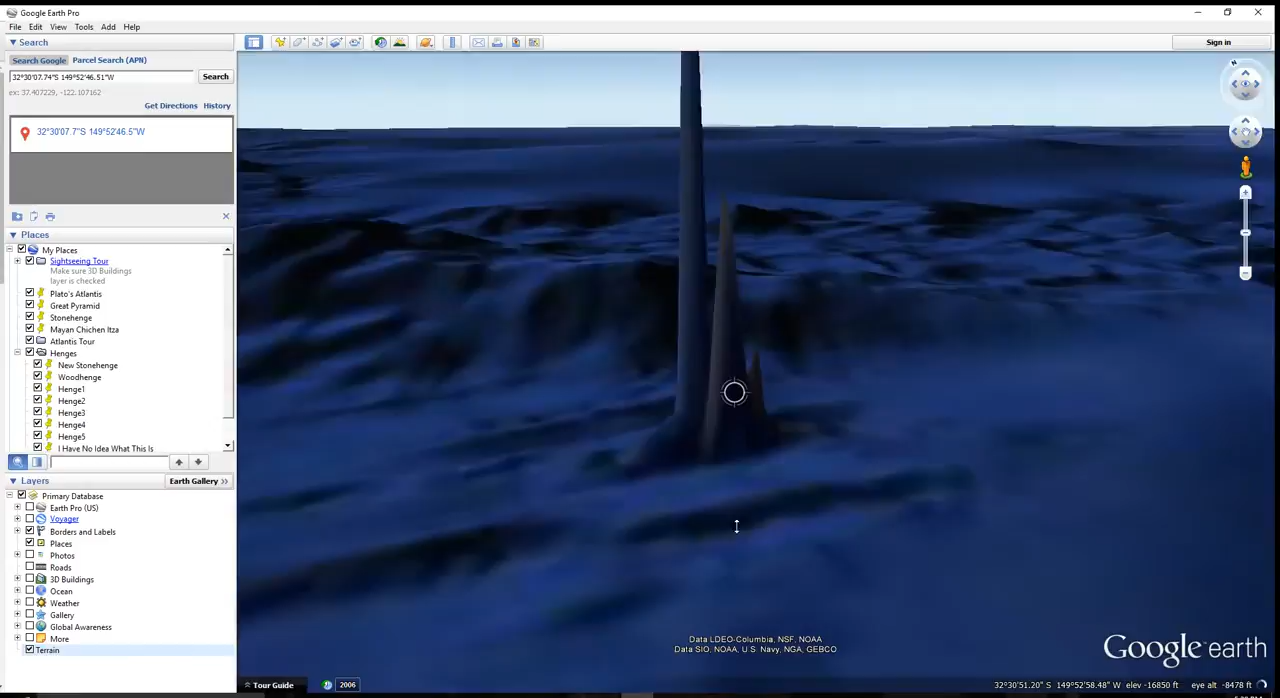 Google Earth Pro
File Edit View Tools Add Help
Search
Sign in
Search Google Parcel Search (APN)
32°30'07.74"S 149°52'46.51"W Search
ex: 37.407229, -122.107162
Get Directions History
32°30'07.7"S 149°52'46.5"W
Places
My Places
Sightseeing Tour
Make sure 3D Buildings
layer is checked
Plato's Atlantis
Great Pyramid
Stonehenge
Mayan Chichen Itza
Atlantis Tour
Henges
New Stonehenge
Woodhenge
Henge1
Henge2
Henge3
Henge4
Henge5
I Have No Idea What This Is
Layers Earth Gallery >>
Primary Database
Earth Pro (US)
Voyager
Borders and Labels
Places
Photos
Roads
3D Buildings
Ocean
Weather
Gallery
Global Awareness
More
Terrain
N
Data LDEO-Columbia, NSF, NOAA
Data SIO, NOAA, U.S. Navy, NGA, GEBCO
Google earth
Tour Guide 2006 32°30'51.20" S 149°52'58.48" W elev -16850 ft eye alt -8478 ft